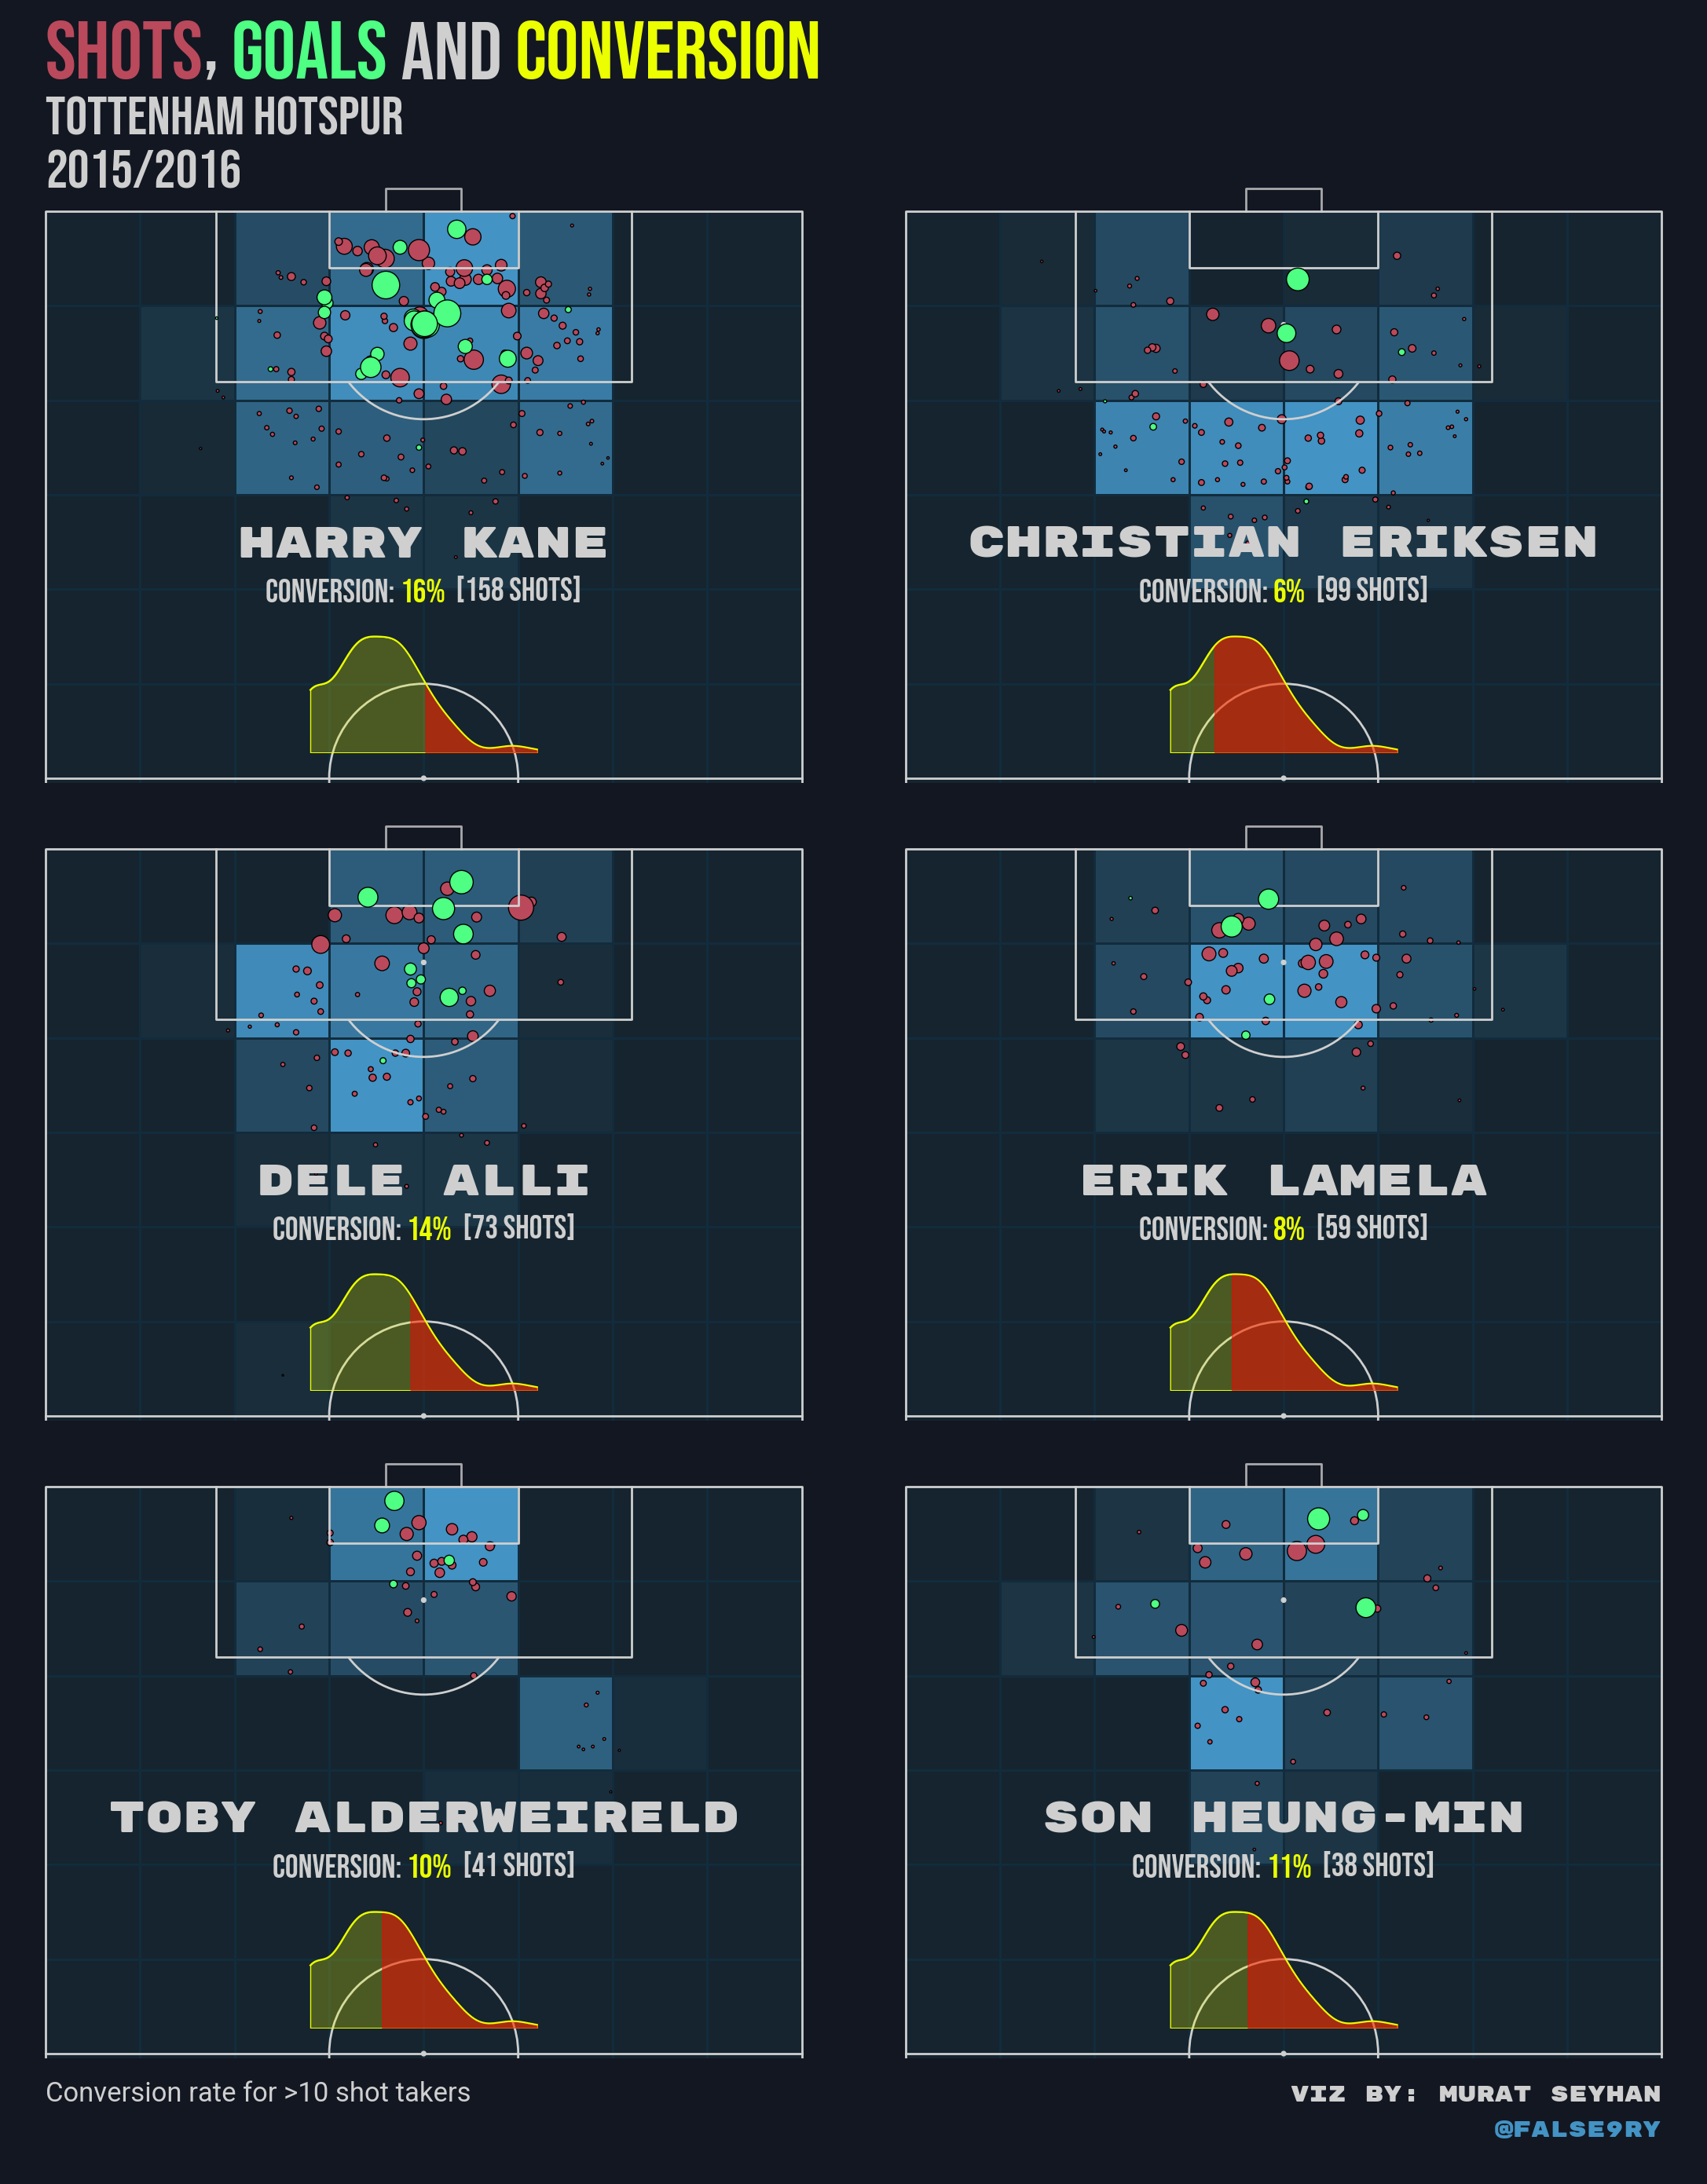 SHOTS, GOALS AND CONVERSION
TOTTENHAM HOTSPUR
2015/2016
HARRY KANE
CONVERSION: 16% [158 SHOTS]
CHRISTIAN ERIKSEN
CONVERSION: 6% [99 SHOTS]
DELE ALLI
CONVERSION: 14% [73 SHOTS]
ERIK LAMELA
CONVERSION: 8% [59 SHOTS]
TOBY ALDERWEIRELD
CONVERSION: 10% [41 SHOTS]
SON HEUNG-MIN
CONVERSION: 11% [38 SHOTS]
Conversion rate for >10 shot takers
VIZ BY: MURAT SEYHAN
@FALSE9RY